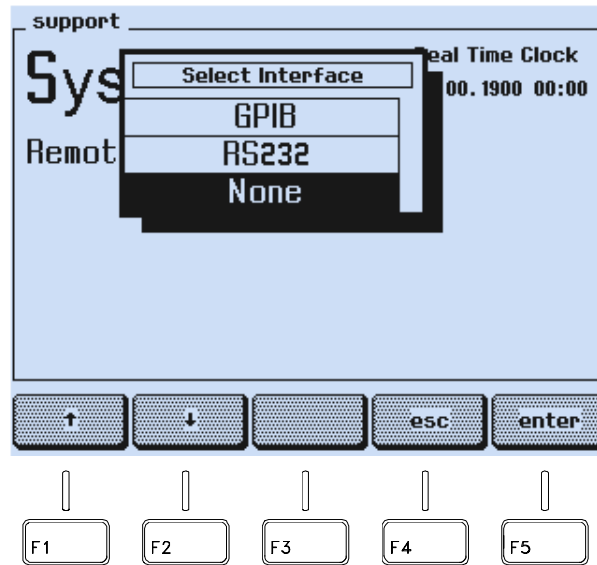 support
Sys
Select Interface
eal Time Clock
00.1900 00:00
GPIB
Remot
RS232
None
↑ ↓ esc enter
F1 F2 F3 F4 F5